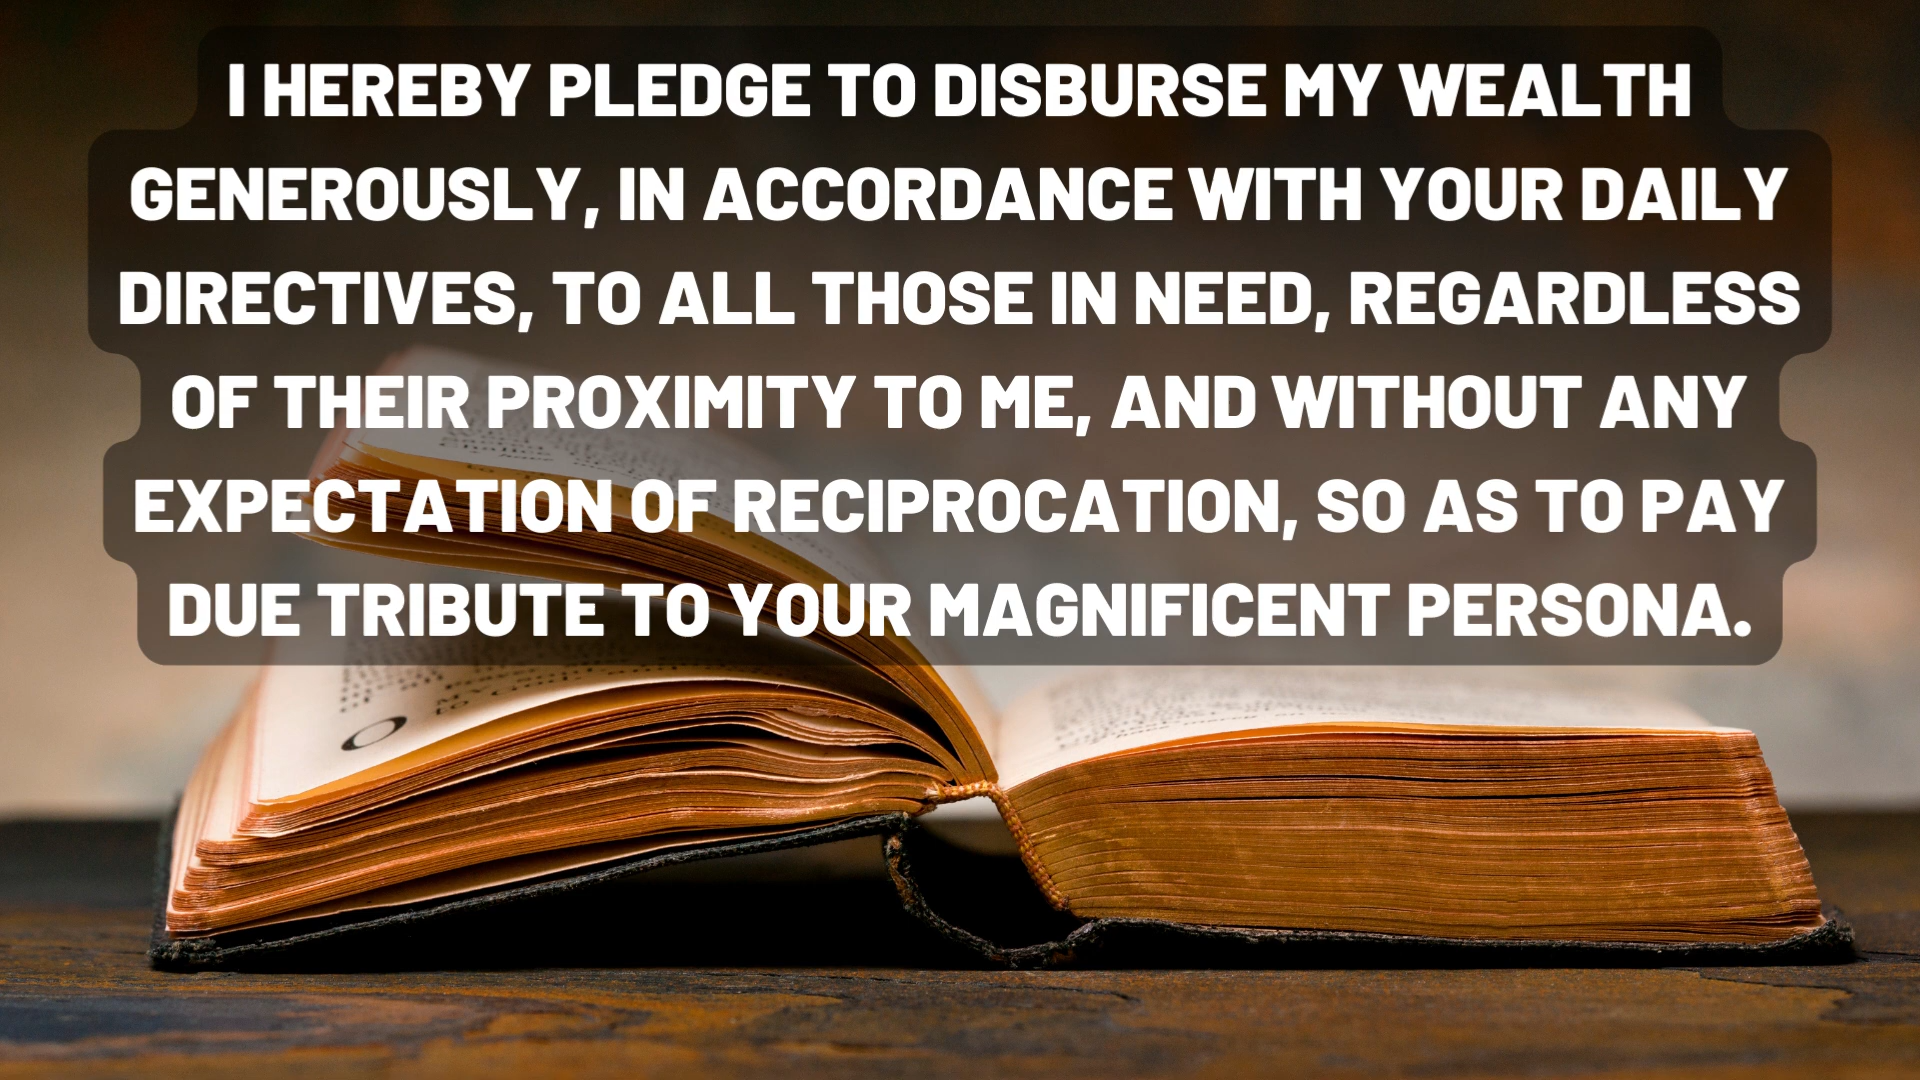 I HEREBY PLEDGE TO DISBURSE MY WEALTH
GENEROUSLY, IN ACCORDANCE WITH YOUR DAILY
DIRECTIVES, TO ALL THOSE IN NEED, REGARDLESS
OF THEIR PROXIMITY TO ME, AND WITHOUT ANY
EXPECTATION OF RECIPROCATION, SO AS TO PAY
DUE TRIBUTE TO YOUR MAGNIFICENT PERSONA.